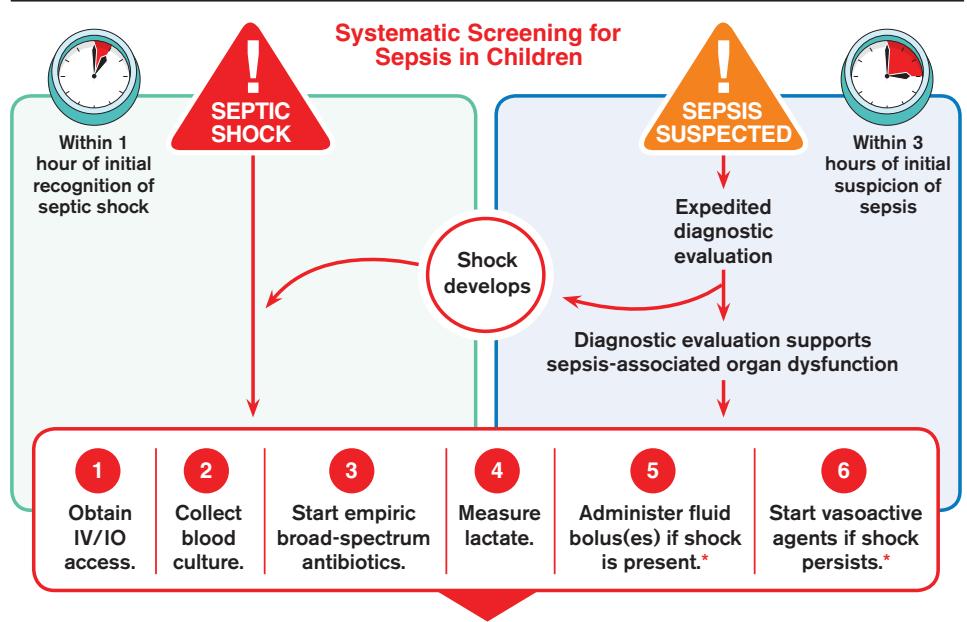 Systematic Screening for
Sepsis in Children
Within 1
hour of initial
recognition of
septic shock
!
SEPTIC
SHOCK
!
SEPSIS
SUSPECTED
Within 3
hours of initial
suspicion of
sepsis
Expedited
diagnostic
evaluation
Shock
develops
Diagnostic evaluation supports
sepsis-associated organ dysfunction
1
Obtain
IV/IO
access.
2
Collect
blood
culture.
3
Start empiric
broad-spectrum
antibiotics.
4
Measure
lactate.
5
Administer fluid
bolus(es) if shock
is present.*
6
Start vasoactive
agents if shock
persists.*